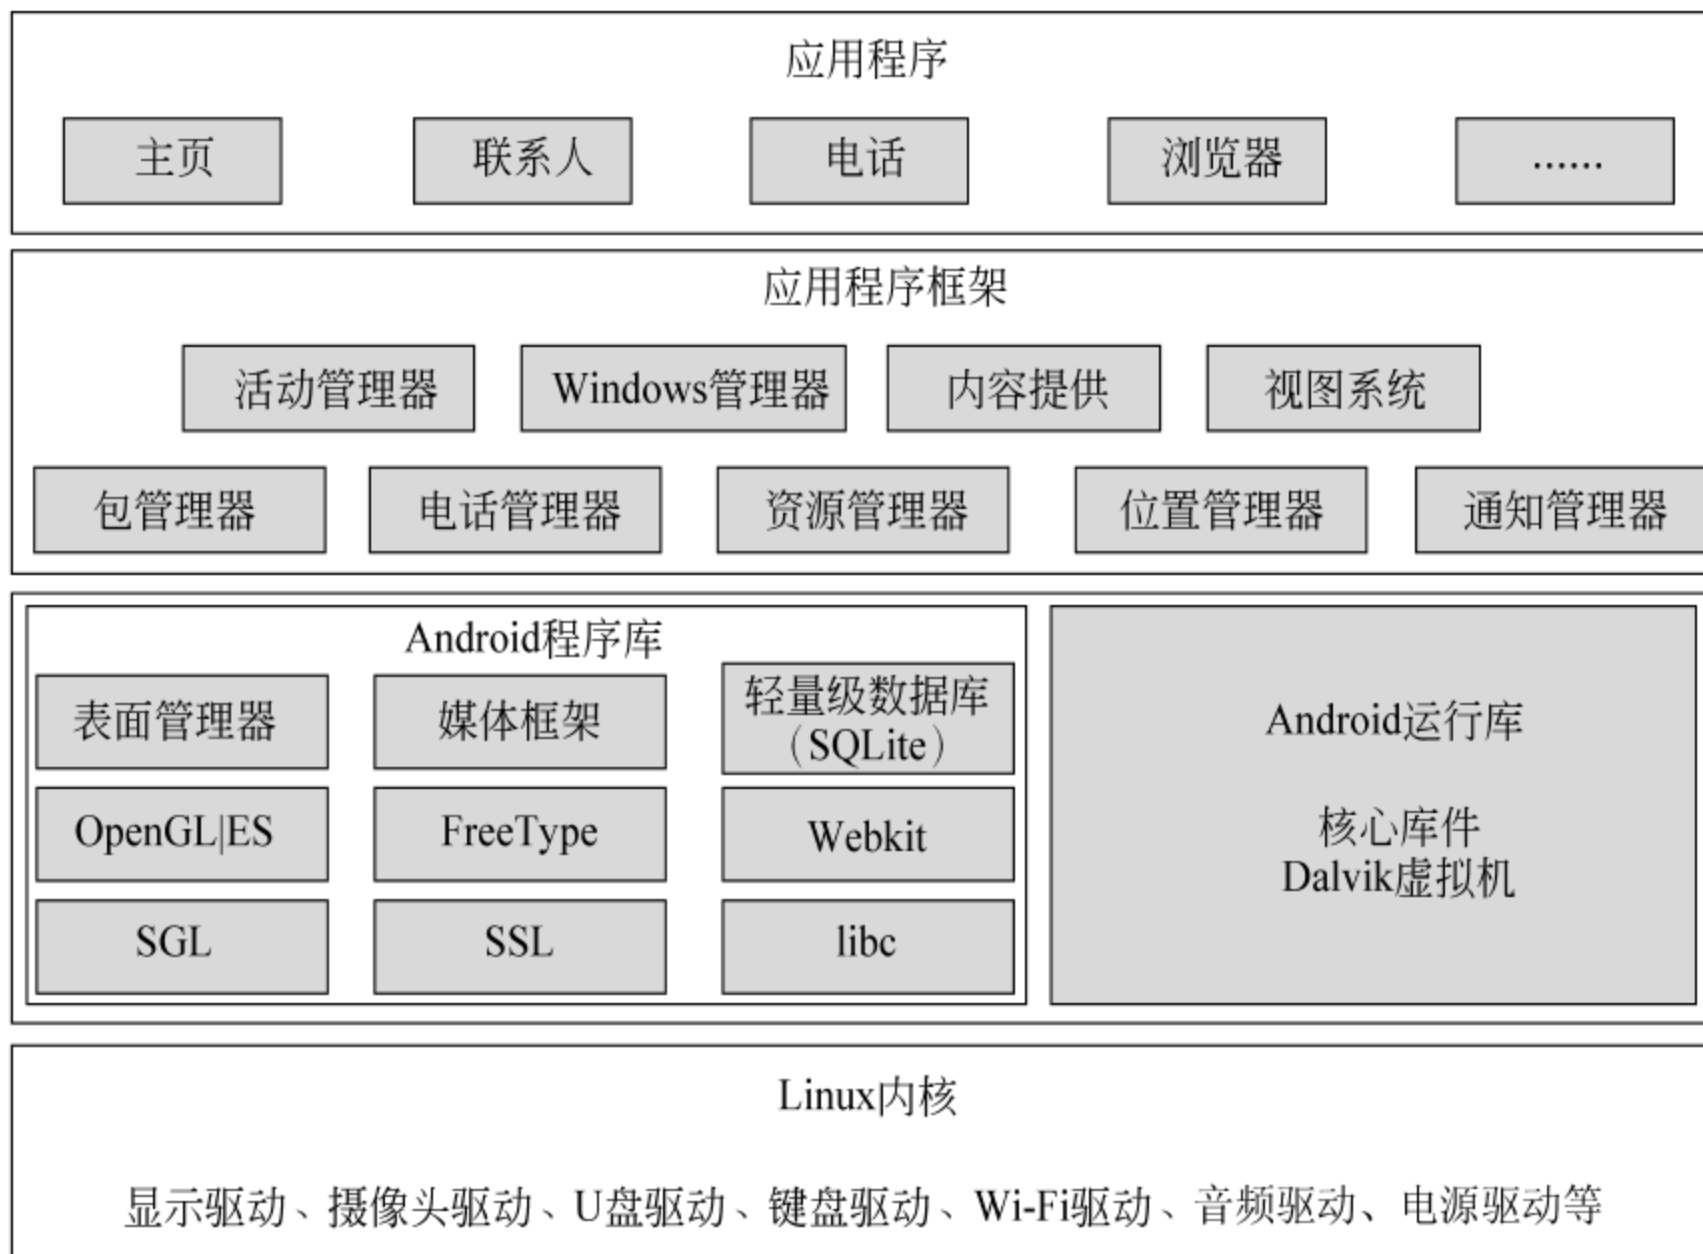 应用程序
主页 联系人 电话 浏览器 ......
应用程序框架
活动管理器 Windows管理器 内容提供 视图系统
包管理器 电话管理器 资源管理器 位置管理器 通知管理器
Android程序库
表面管理器 媒体框架 轻量级数据库
（SQLite）
OpenGL|ES FreeType Webkit
SGL SSL libc
Android运行库
核心库件
Dalvik虚拟机
Linux内核
显示驱动、摄像头驱动、U盘驱动、键盘驱动、Wi-Fi驱动、音频驱动、电源驱动等